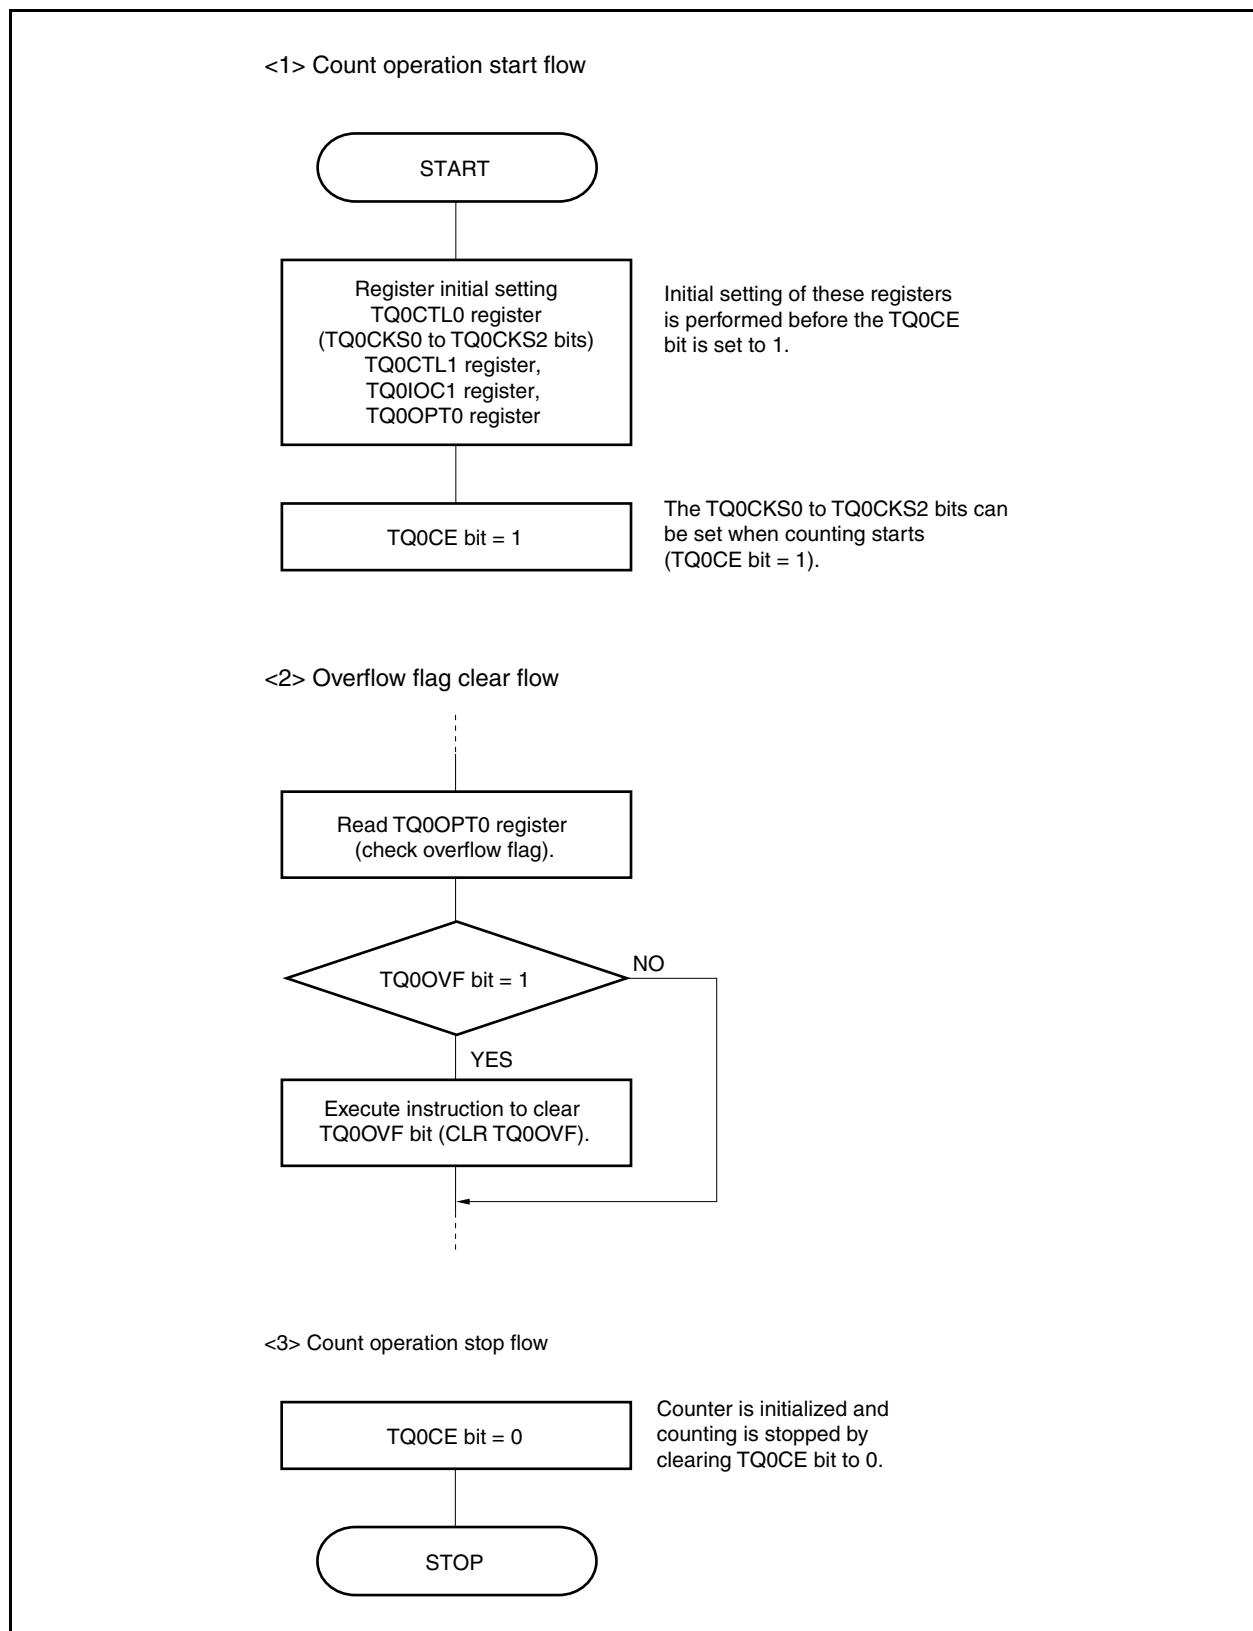 <1> Count operation start flow
START
Register initial setting
TQ0CTL0 register
(TQ0CKS0 to TQ0CKS2 bits)
TQ0CTL1 register,
TQ0IOC1 register,
TQ0OPT0 register
Initial setting of these registers
is performed before the TQ0CE
bit is set to 1.
TQ0CE bit = 1
The TQ0CKS0 to TQ0CKS2 bits can
be set when counting starts
(TQ0CE bit = 1).
<2> Overflow flag clear flow
Read TQ0OPT0 register
(check overflow flag).
TQ0OVF bit = 1
NO
YES
Execute instruction to clear
TQ0OVF bit (CLR TQ0OVF).
<3> Count operation stop flow
TQ0CE bit = 0
Counter is initialized and
counting is stopped by
clearing TQ0CE bit to 0.
STOP